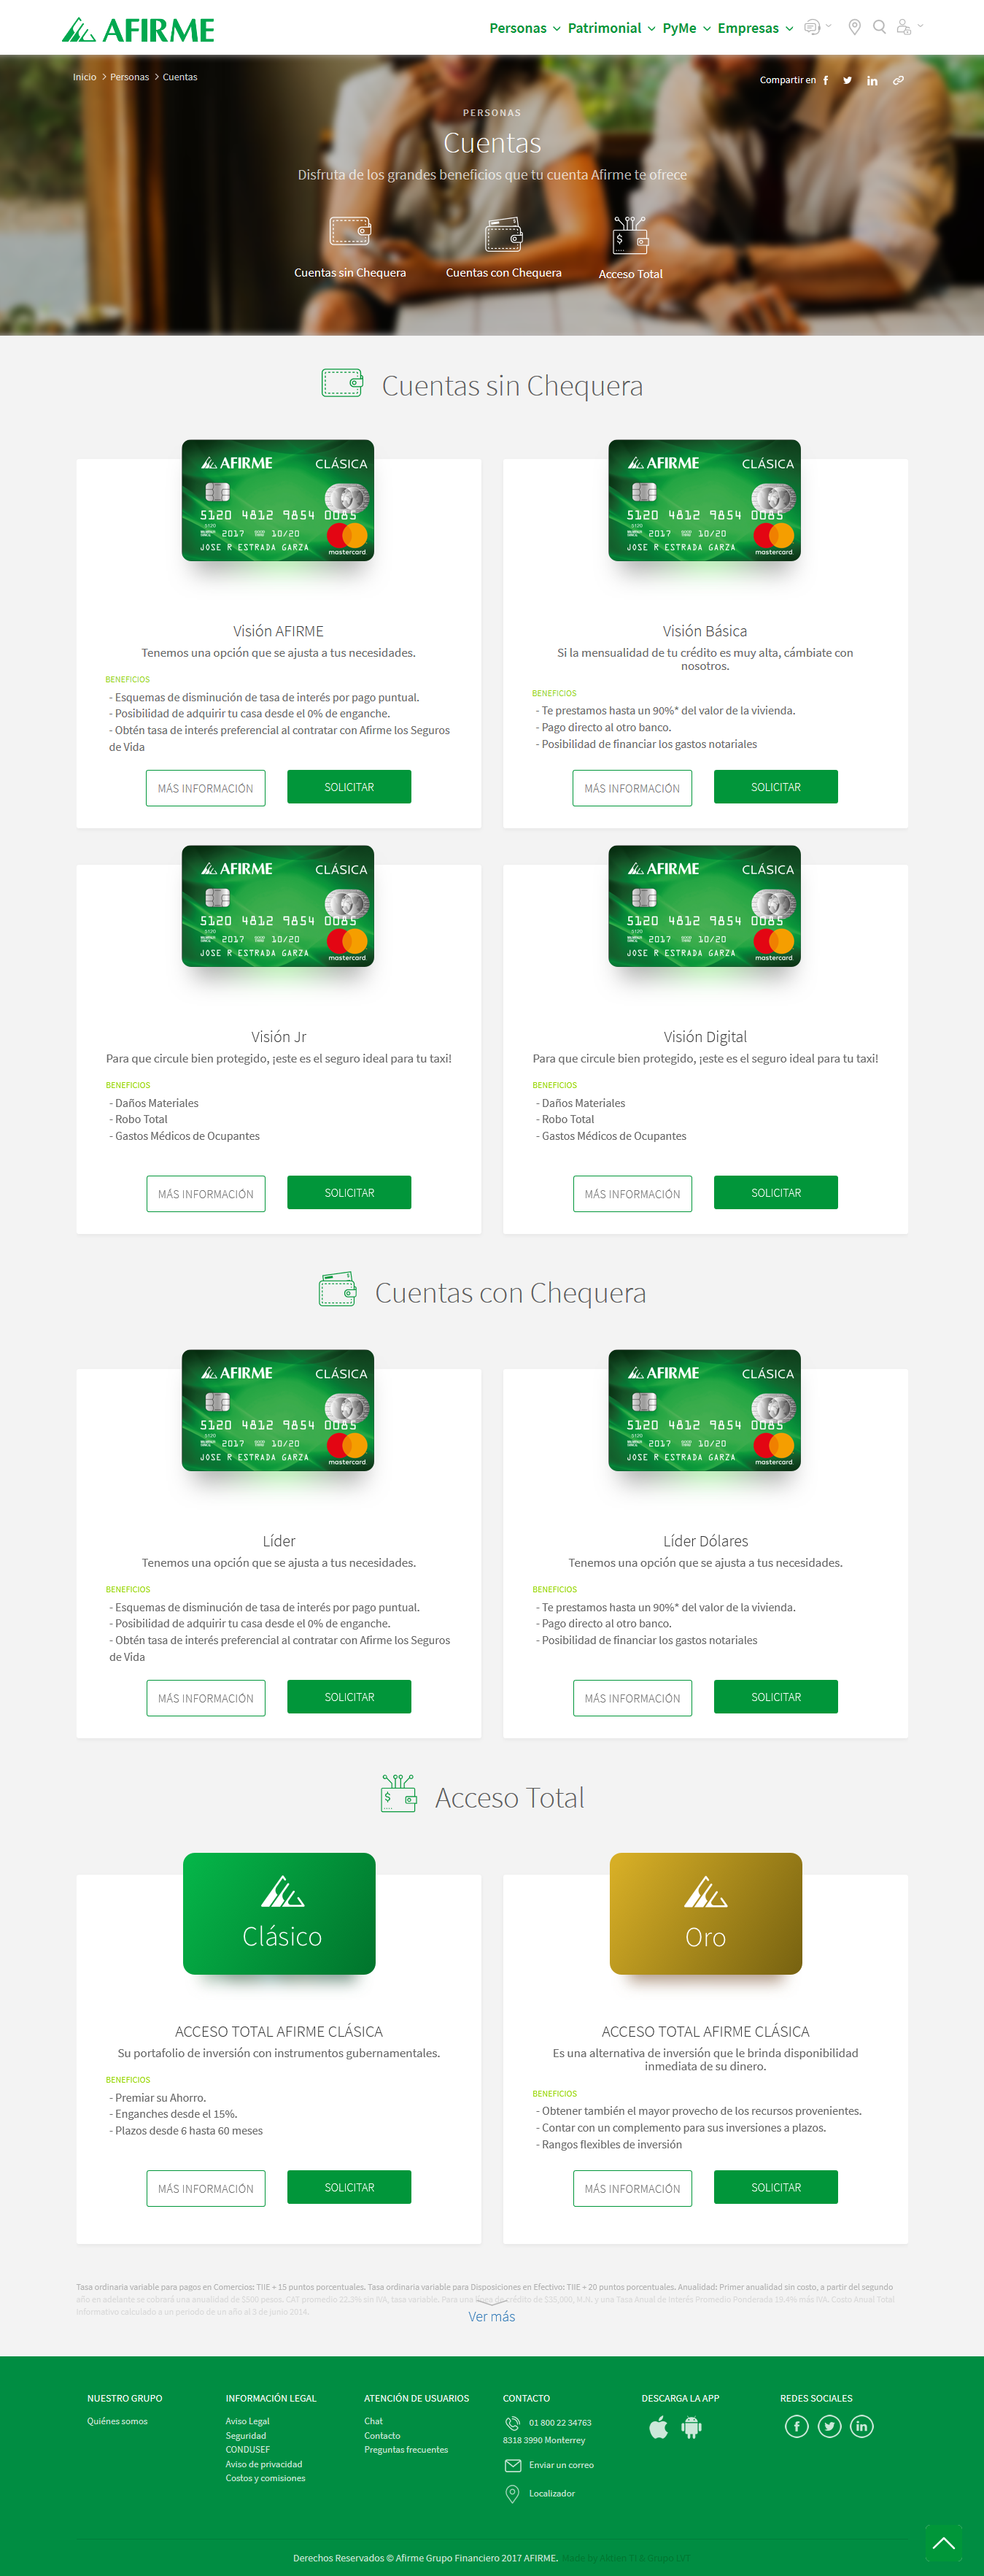 AFIRME
Personas Patrimonial PyMe Empresas
Inicio Personas Cuentas
Compartir en
PERSONAS
Cuentas
Disfruta de los grandes beneficios que tu cuenta Afirme te ofrece
Cuentas sin Chequera Cuentas con Chequera Acceso Total
Cuentas sin Chequera
AFIRME CLÁSICA
5120 4812 9854 0085
5120
2017 10/20
JOSE R ESTRADA GARZA
mastercard
Visión AFIRME
Tenemos una opción que se ajusta a tus necesidades.
BENEFICIOS
- Esquemas de disminución de tasa de interés por pago puntual.
- Posibilidad de adquirir tu casa desde el 0% de enganche.
- Obtén tasa de interés preferencial al contratar con Afirme los Seguros
de Vida
MÁS INFORMACIÓN SOLICITAR
AFIRME CLÁSICA
5120 4812 9854 0085
5120
2017 10/20
JOSE R ESTRADA GARZA
mastercard
Visión Básica
Si la mensualidad de tu crédito es muy alta, cámbiate con
nosotros.
BENEFICIOS
- Te prestamos hasta un 90%* del valor de la vivienda.
- Pago directo al otro banco.
- Posibilidad de financiar los gastos notariales
MÁS INFORMACIÓN SOLICITAR
AFIRME CLÁSICA
5120 4812 9854 0085
5120
2017 10/20
JOSE R ESTRADA GARZA
mastercard
Visión Jr
Para que circule bien protegido, ¡este es el seguro ideal para tu taxi!
BENEFICIOS
- Daños Materiales
- Robo Total
- Gastos Médicos de Ocupantes
MÁS INFORMACIÓN SOLICITAR
AFIRME CLÁSICA
5120 4812 9854 0085
5120
2017 10/20
JOSE R ESTRADA GARZA
mastercard
Visión Digital
Para que circule bien protegido, ¡este es el seguro ideal para tu taxi!
BENEFICIOS
- Daños Materiales
- Robo Total
- Gastos Médicos de Ocupantes
MÁS INFORMACIÓN SOLICITAR
Cuentas con Chequera
AFIRME CLÁSICA
5120 4812 9854 0085
5120
2017 10/20
JOSE R ESTRADA GARZA
mastercard
Líder
Tenemos una opción que se ajusta a tus necesidades.
BENEFICIOS
- Esquemas de disminución de tasa de interés por pago puntual.
- Posibilidad de adquirir tu casa desde el 0% de enganche.
- Obtén tasa de interés preferencial al contratar con Afirme los Seguros
de Vida
MÁS INFORMACIÓN SOLICITAR
AFIRME CLÁSICA
5120 4812 9854 0085
5120
2017 10/20
JOSE R ESTRADA GARZA
mastercard
Líder Dólares
Tenemos una opción que se ajusta a tus necesidades.
BENEFICIOS
- Te prestamos hasta un 90%* del valor de la vivienda.
- Pago directo al otro banco.
- Posibilidad de financiar los gastos notariales
MÁS INFORMACIÓN SOLICITAR
Acceso Total
Clásico
ACCESO TOTAL AFIRME CLÁSICA
Su portafolio de inversión con instrumentos gubernamentales.
BENEFICIOS
- Premiar su Ahorro.
- Enganches desde el 15%.
- Plazos desde 6 hasta 60 meses
MÁS INFORMACIÓN SOLICITAR
Oro
ACCESO TOTAL AFIRME CLÁSICA
Es una alternativa de inversión que le brinda disponibilidad
inmediata de su dinero.
BENEFICIOS
- Obtener también el mayor provecho de los recursos provenientes.
- Contar con un complemento para sus inversiones a plazos.
- Rangos flexibles de inversión
MÁS INFORMACIÓN SOLICITAR
Tasa ordinaria variable para pagos en Comercios: TIIE + 15 puntos porcentuales. Tasa ordinaria variable para Disposiciones en Efectivo: TIIE + 20 puntos porcentuales. Anualidad: Primer anualidad sin costo, a partir del segundo
año en adelante se cobrará una anualidad de $500 pesos. CAT promedio 22.3% sin IVA, tasa variable. Para una línea de crédito de $35,000, M.N. y una Tasa Anual de Interés Promedio Ponderada 19.4% más IVA. Costo Anual Total
informativo calculado a un periodo de un año al 3 de junio 2014.
Ver más
NUESTRO GRUPO
Quiénes somos
INFORMACIÓN LEGAL
Aviso Legal
Seguridad
CONDUSEF
Aviso de privacidad
Costos y comisiones
ATENCIÓN DE USUARIOS
Chat
Contacto
Preguntas frecuentes
CONTACTO
01 800 22 34763
8318 3990 Monterrey
Enviar un correo
Localizador
DESCARGA LA APP
REDES SOCIALES
Derechos Reservados © Afirme Grupo Financiero 2017 AFIRME.